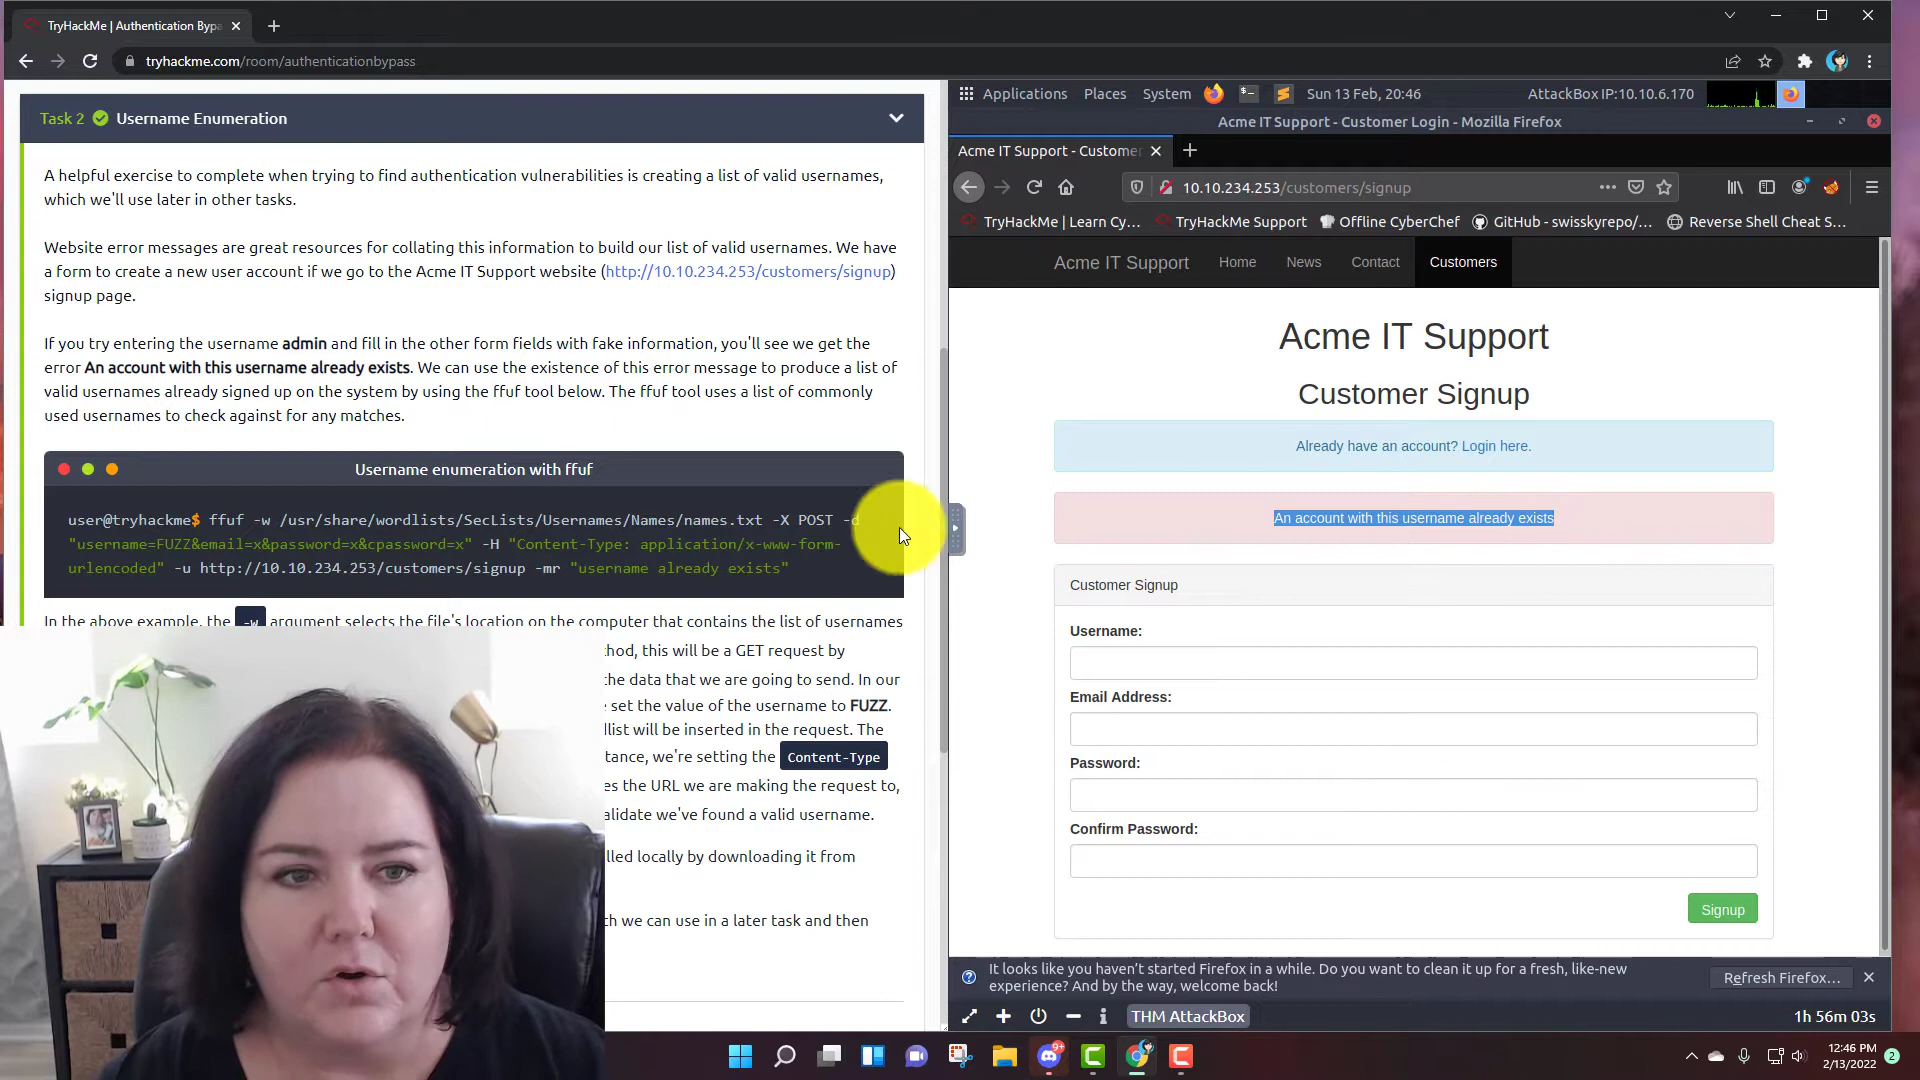 TryHackMe | Authentication Bypa
tryhackme.com/room/authenticationbypass
Task 2 Username Enumeration
A helpful exercise to complete when trying to find authentication vulnerabilities is creating a list of valid usernames,
which we'll use later in other tasks.
Website error messages are great resources for collating this information to build our list of valid usernames. We have
a form to create a new user account if we go to the Acme IT Support website (http://10.10.234.253/customers/signup)
signup page.
If you try entering the username admin and fill in the other form fields with fake information, you'll see we get the
error An account with this username already exists. We can use the existence of this error message to produce a list of
valid usernames already signed up on the system by using the ffuf tool below. The ffuf tool uses a list of commonly
used usernames to check against for any matches.
Username enumeration with ffuf
user@tryhackme$ ffuf -w /usr/share/wordlists/SecLists/Usernames/Names/names.txt -X POST -d
"username=FUZZ&email=x&password=x&cpassword=x" -H "Content-Type: application/x-www-form-
urlencoded" -u http://10.10.234.253/customers/signup -mr "username already exists"
In the above example, the -w argument selects the file's location on the computer that contains the list of usernames
hod, this will be a GET request by
he data that we are going to send. In our
set the value of the username to FUZZ.
list will be inserted in the request. The
tance, we're setting the Content-Type
es the URL we are making the request to,
alidate we've found a valid username.
lled locally by downloading it from
ch we can use in a later task and then
Applications Places System Sun 13 Feb, 20:46 AttackBox IP:10.10.6.170
Acme IT Support - Customer Login - Mozilla Firefox
Acme IT Support - Customer
10.10.234.253/customers/signup
TryHackMe | Learn Cy... TryHackMe Support Offline CyberChef GitHub - swisskyrepo/... Reverse Shell Cheat S...
Acme IT Support Home News Contact Customers
Acme IT Support
Customer Signup
Already have an account? Login here.
An account with this username already exists
Customer Signup
Username:
Email Address:
Password:
Confirm Password:
Signup
It looks like you haven't started Firefox in a while. Do you want to clean it up for a fresh, like-new
experience? And by the way, welcome back!
Refresh Firefox...
THM AttackBox
1h 56m 03s
9+
12:46 PM
2/13/2022
2